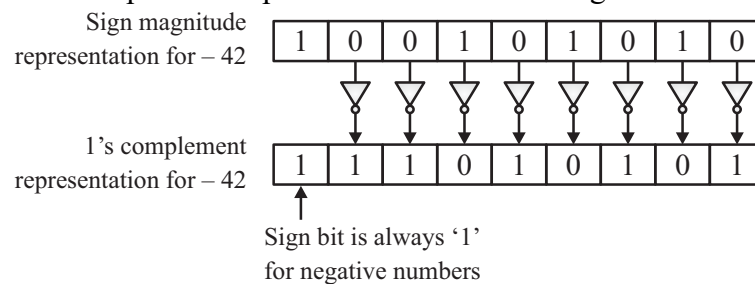 Sign magnitude
representation for – 42
1 0 0 1 0 1 0 1 0
1’s complement
representation for – 42
1 1 1 0 1 0 1 0 1
Sign bit is always ‘1’
for negative numbers